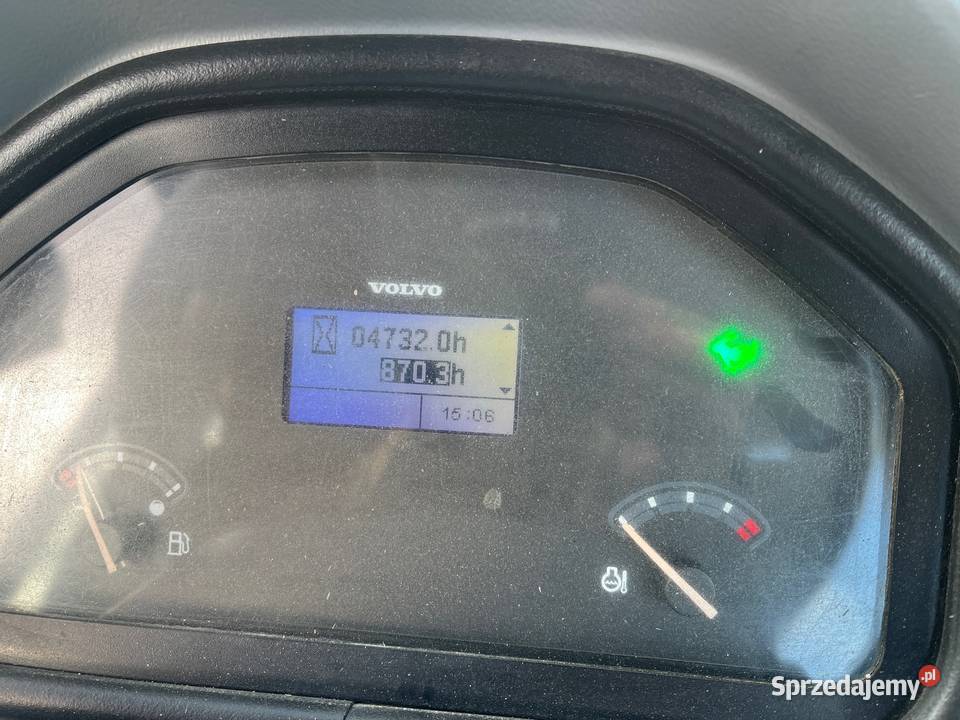 VOLVO
04732.0h
870.3h
15:06
Sprzedajemy.pl